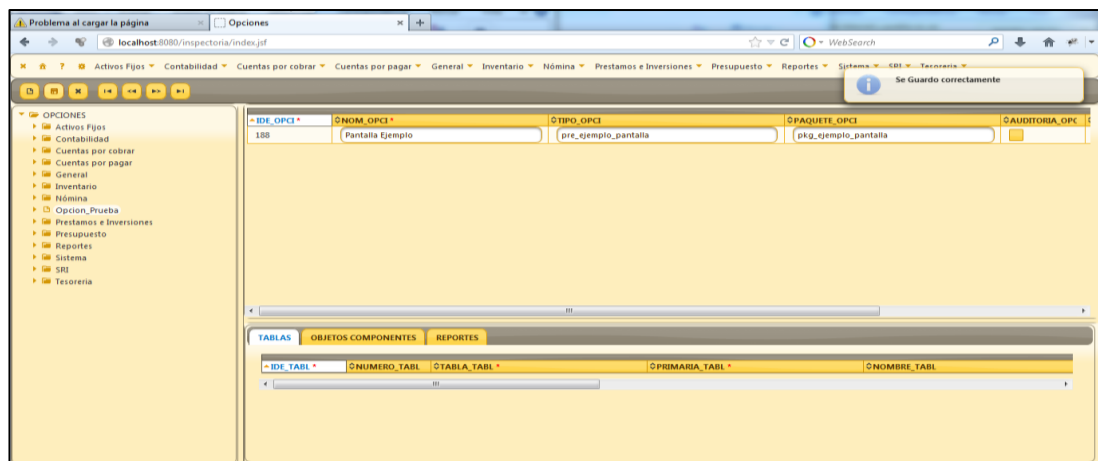 Problema al cargar la página × Opciones × +
localhost:8080/inspectoria/index.jsf WebSearch
? Activos Fijos Contabilidad Cuentas por cobrar Cuentas por pagar General Inventario Nómina Prestamos e Inversiones Presupuesto Reportes Sistema SRI Tesoreria
Se Guardo correctamente
OPCIONES
Activos Fijos
Contabilidad
Cuentas por cobrar
Cuentas por pagar
General
Inventario
Nómina
Opcion_Prueba
Prestamos e Inversiones
Presupuesto
Reportes
Sistema
SRI
Tesoreria
IDE_OPCI * NOM_OPCI * TIPO_OPCI PAQUETE_OPCI AUDITORIA_OPC
188 Pantalla Ejemplo pre_ejemplo_pantalla pkg_ejemplo_pantalla
TABLAS OBJETOS COMPONENTES REPORTES
IDE_TABL * NUMERO_TABL TABLA_TABL * PRIMARIA_TABL * NOMBRE_TABL